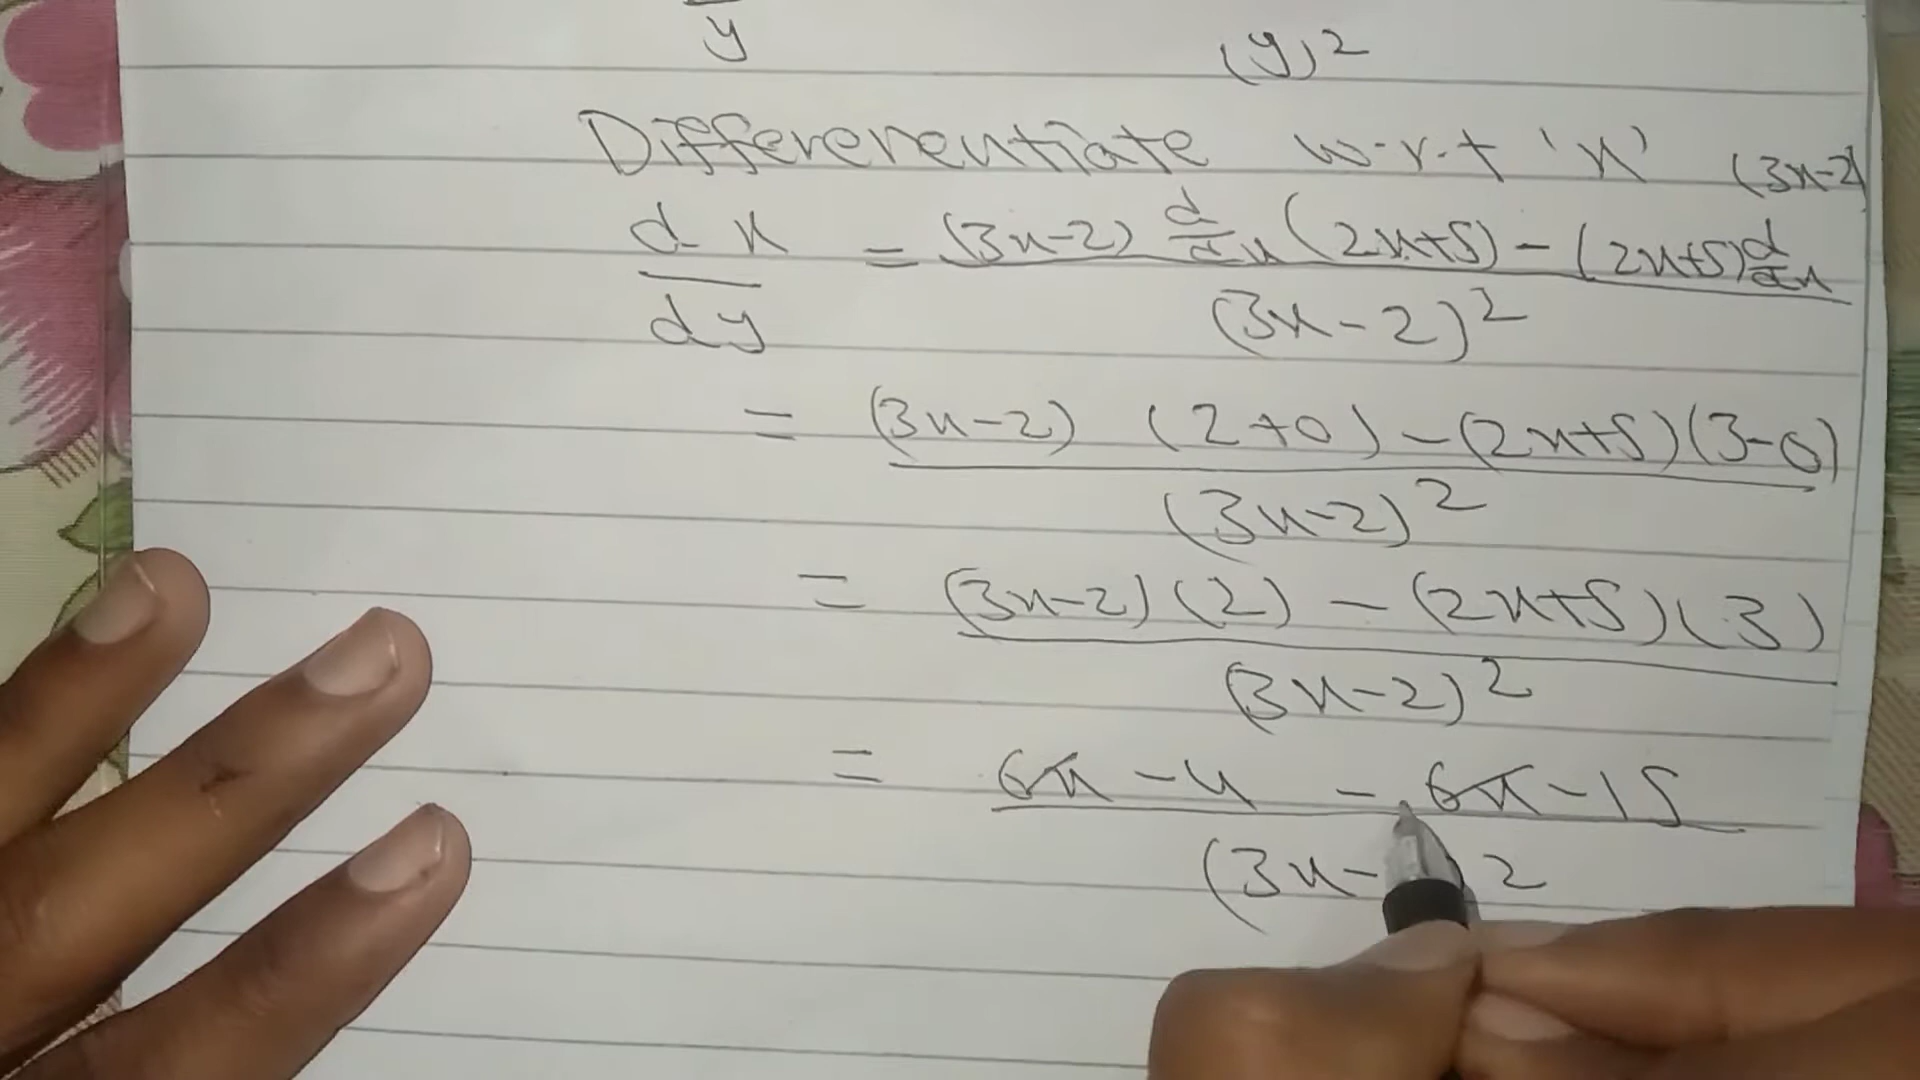 y (y)2
Differenentiate w.r.t 'x' (3x-2)
dx/dy = (3x-2) d/dx (2x+5) - (2x+5) d/dx
(3x-2)2
= (3x-2) (2+0) - (2x+5)(3-0)
(3x-2)2
= (3x-2)(2) - (2x+5)(3)
(3x-2)2
= 6x - 4 - 6x - 15
(3x- )2